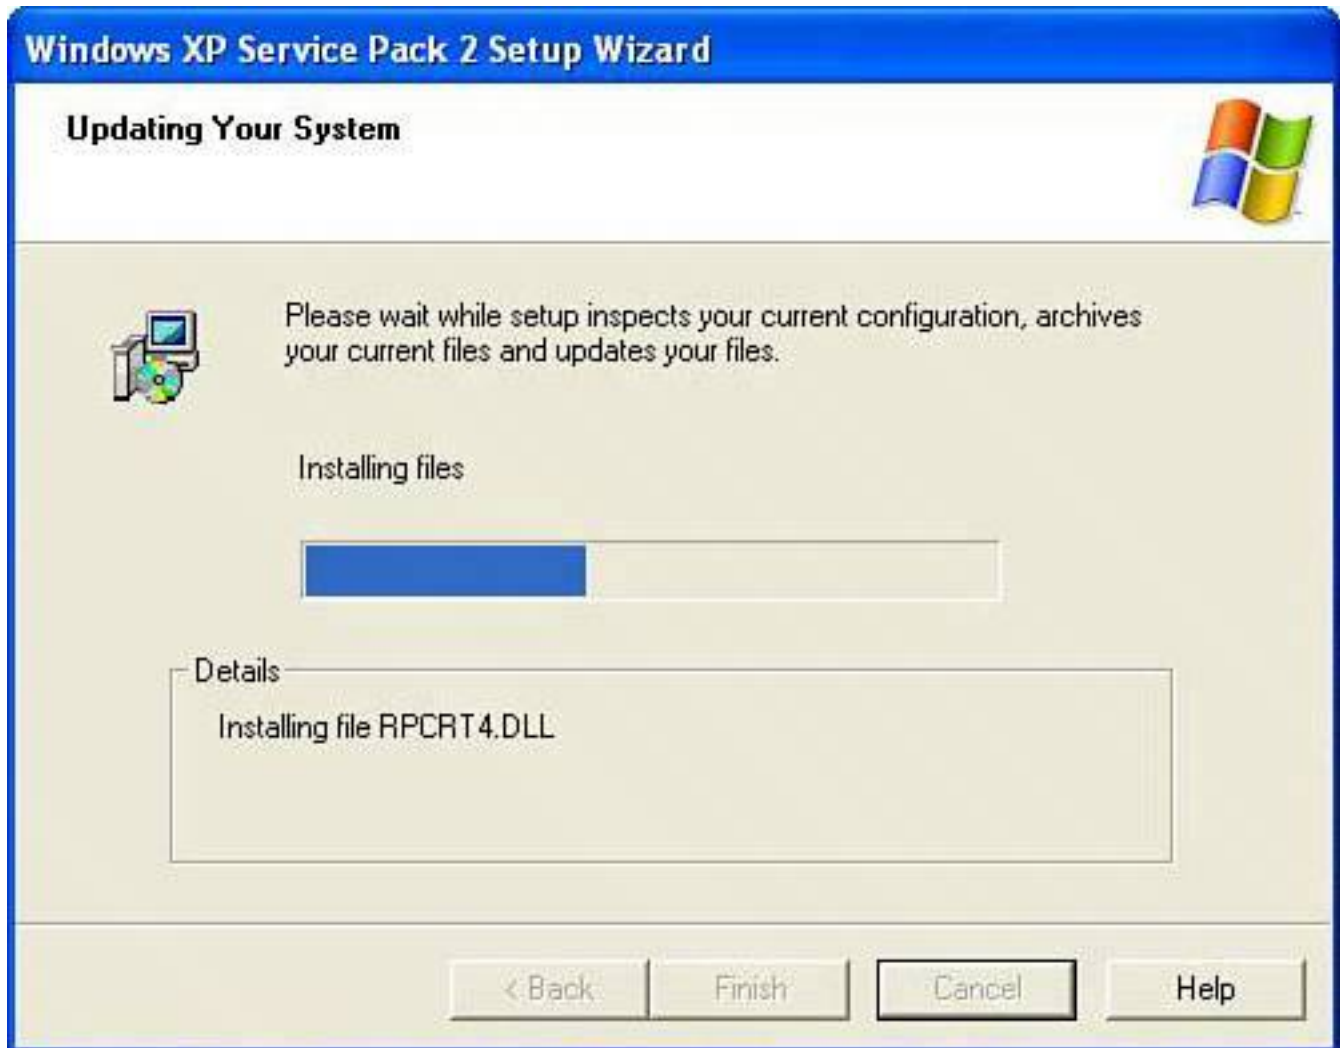 Windows XP Service Pack 2 Setup Wizard
Updating Your System
Please wait while setup inspects your current configuration, archives
your current files and updates your files.
Installing files
Details
Installing file RPCRT4.DLL
< Back
Finish
Cancel
Help